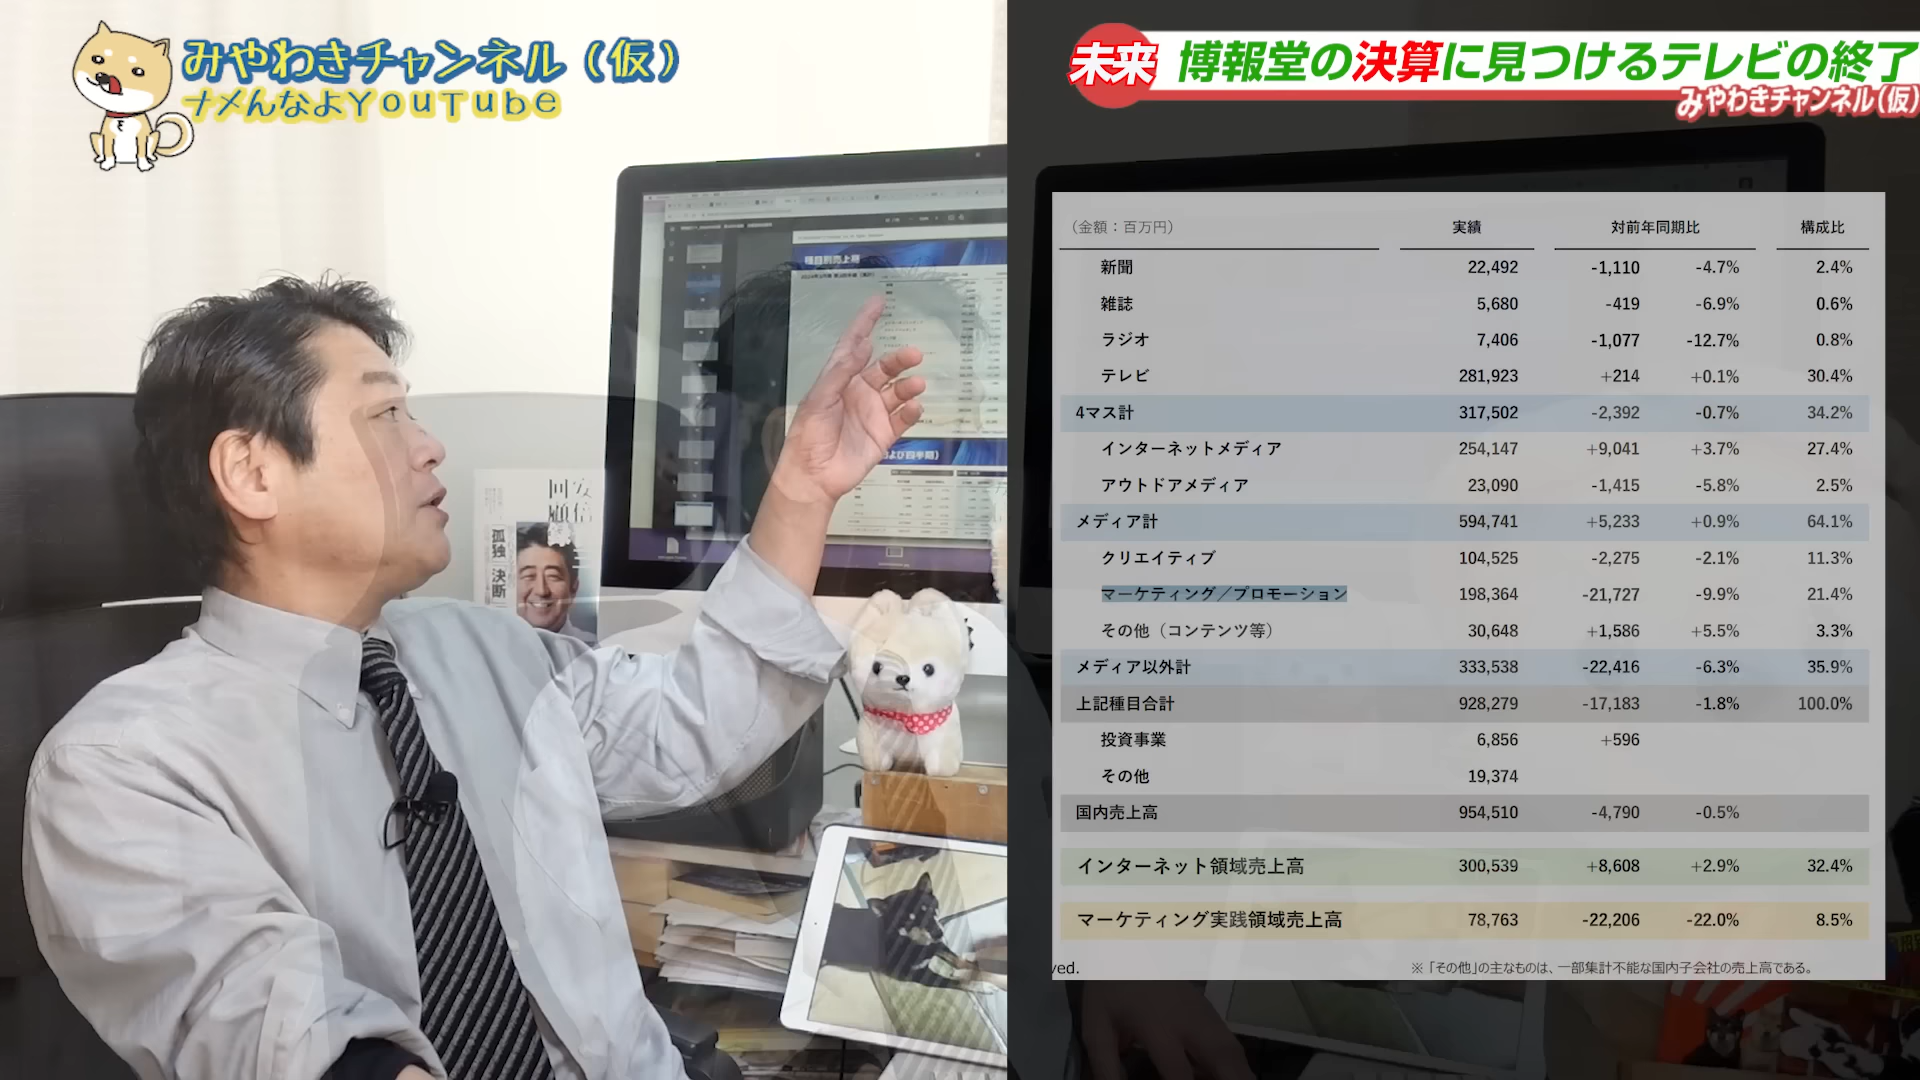 みやわきチャンネル（仮）
ナメんなよYouTube
未来 博報堂の決算に見つけるテレビの終了
みやわきチャンネル（仮）
安倍
回顧
孤独
決断
種目別売上高
および四半期）
（金額：百万円） 実績 対前年同期比 構成比
新聞 22,492 -1,110 -4.7% 2.4%
雑誌 5,680 -419 -6.9% 0.6%
ラジオ 7,406 -1,077 -12.7% 0.8%
テレビ 281,923 +214 +0.1% 30.4%
4マス計 317,502 -2,392 -0.7% 34.2%
インターネットメディア 254,147 +9,041 +3.7% 27.4%
アウトドアメディア 23,090 -1,415 -5.8% 2.5%
メディア計 594,741 +5,233 +0.9% 64.1%
クリエイティブ 104,525 -2,275 -2.1% 11.3%
マーケティング／プロモーション 198,364 -21,727 -9.9% 21.4%
その他（コンテンツ等） 30,648 +1,586 +5.5% 3.3%
メディア以外計 333,538 -22,416 -6.3% 35.9%
上記種目合計 928,279 -17,183 -1.8% 100.0%
投資事業 6,856 +596
その他 19,374
国内売上高 954,510 -4,790 -0.5%
インターネット領域売上高 300,539 +8,608 +2.9% 32.4%
マーケティング実践領域売上高 78,763 -22,206 -22.0% 8.5%
ved. ※「その他」の主なものは、一部集計不能な国内子会社の売上高である。